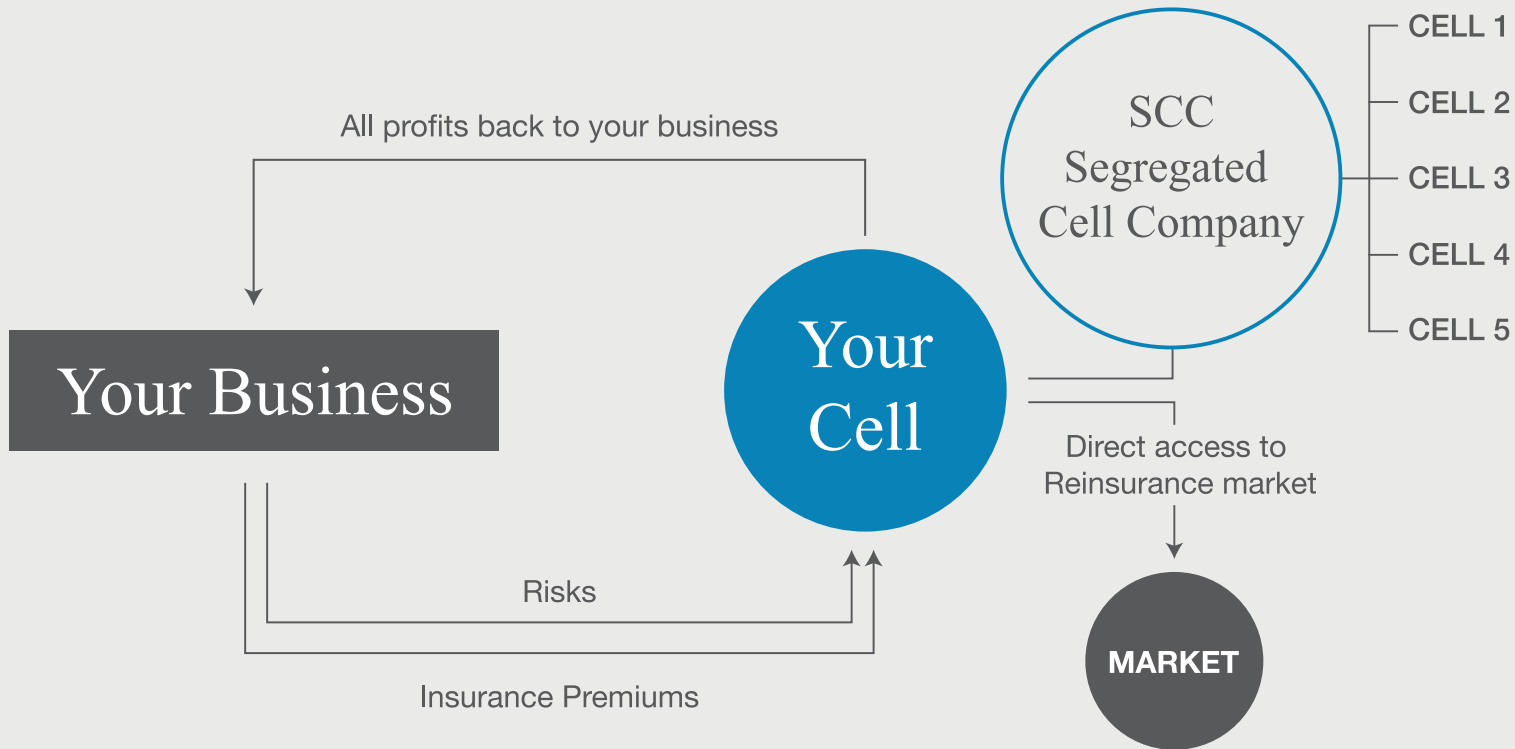 CELL 1
SCC
Segregated
Cell Company
CELL 2
CELL 3
CELL 4
CELL 5
All profits back to your business
Your Business
Your
Cell
Direct access to
Reinsurance market
Risks
Insurance Premiums
MARKET